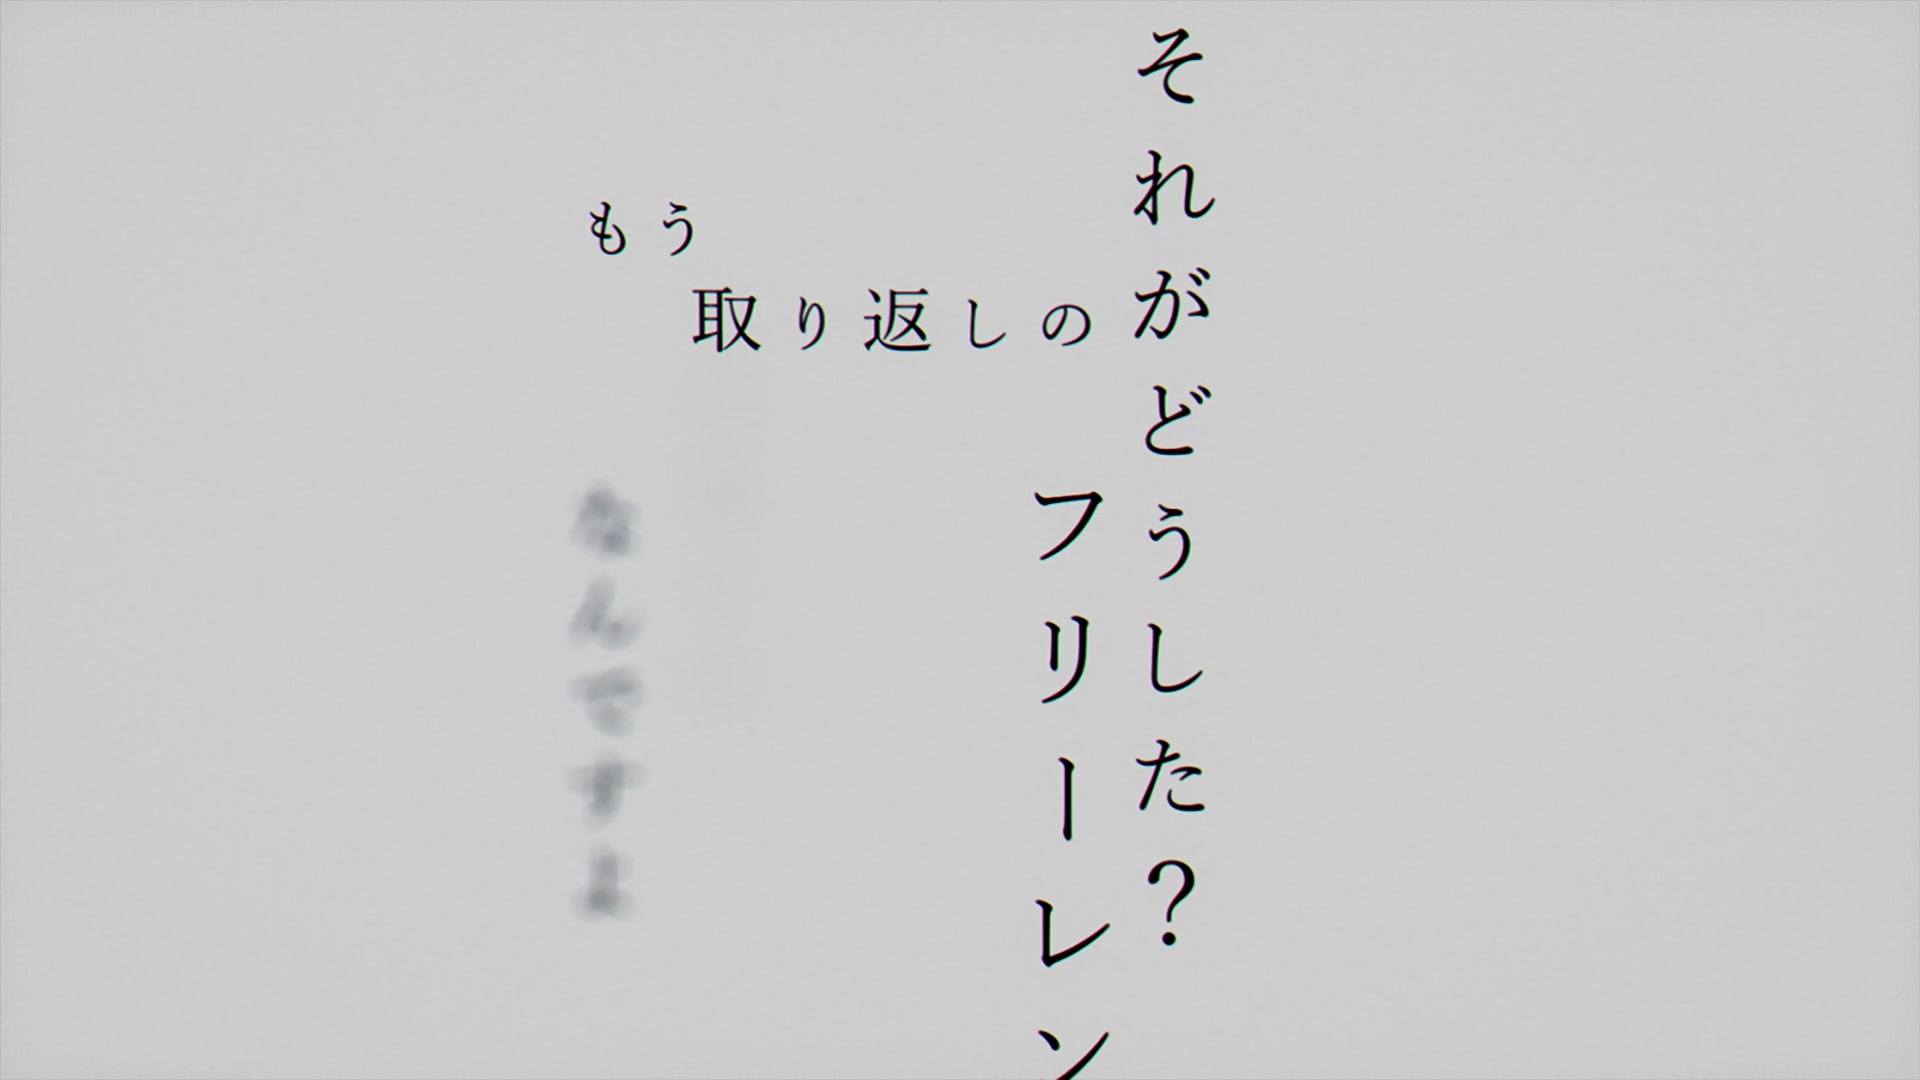 それがどうした?
フリーレン
もう
取り返しの
なんですよ